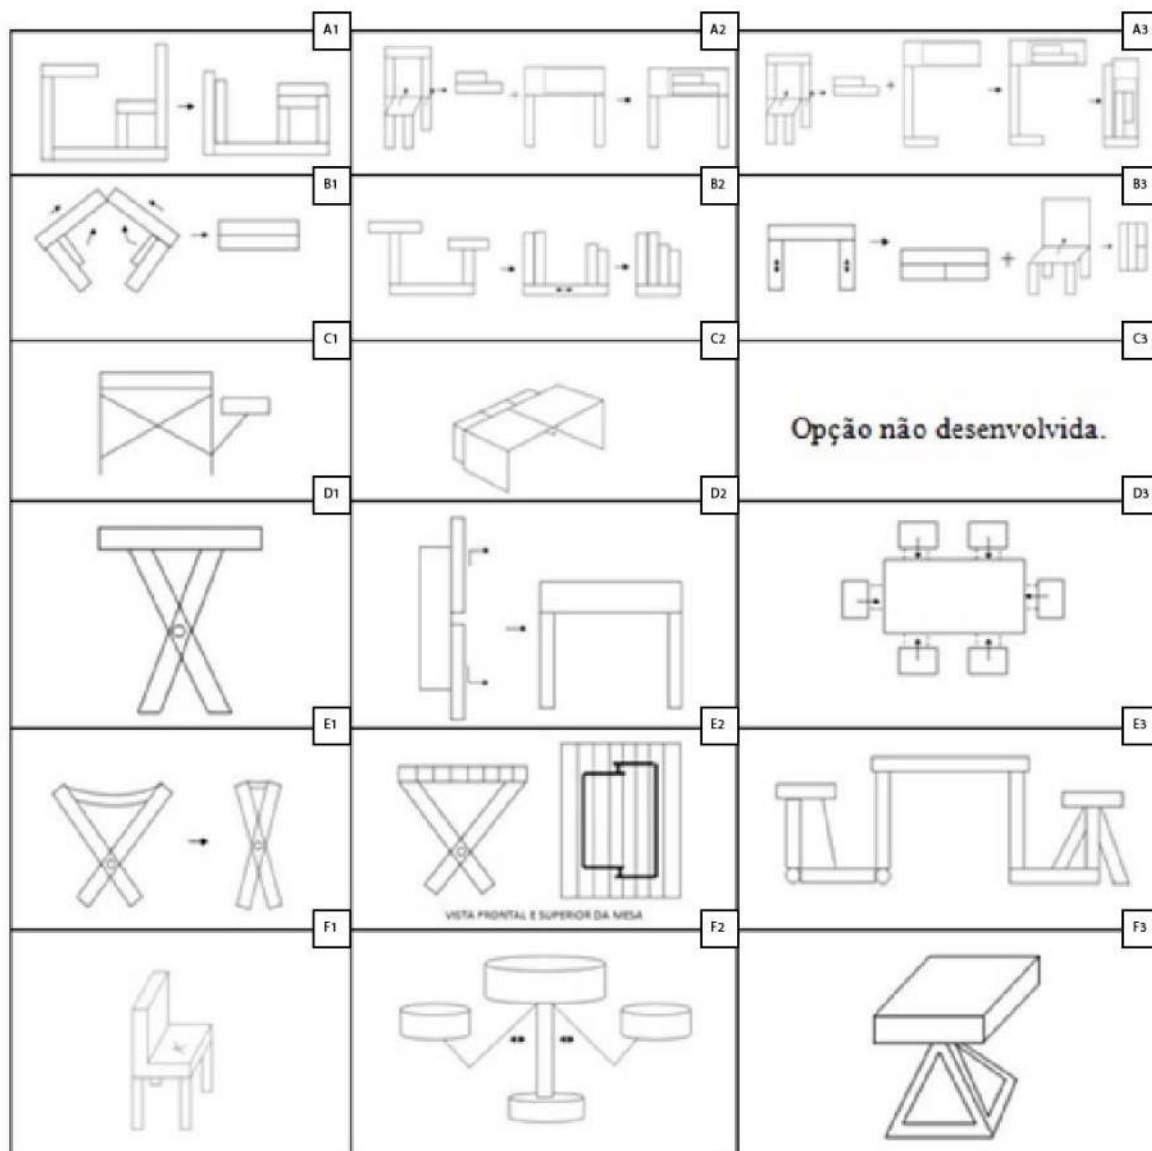 A1
A2
A3
B1
B2
B3
C1
C2
C3
Opção não desenvolvida.
D1
D2
D3
E1
E2
E3
VISTA FRONTAL E SUPERIOR DA MESA
F1
F2
F3